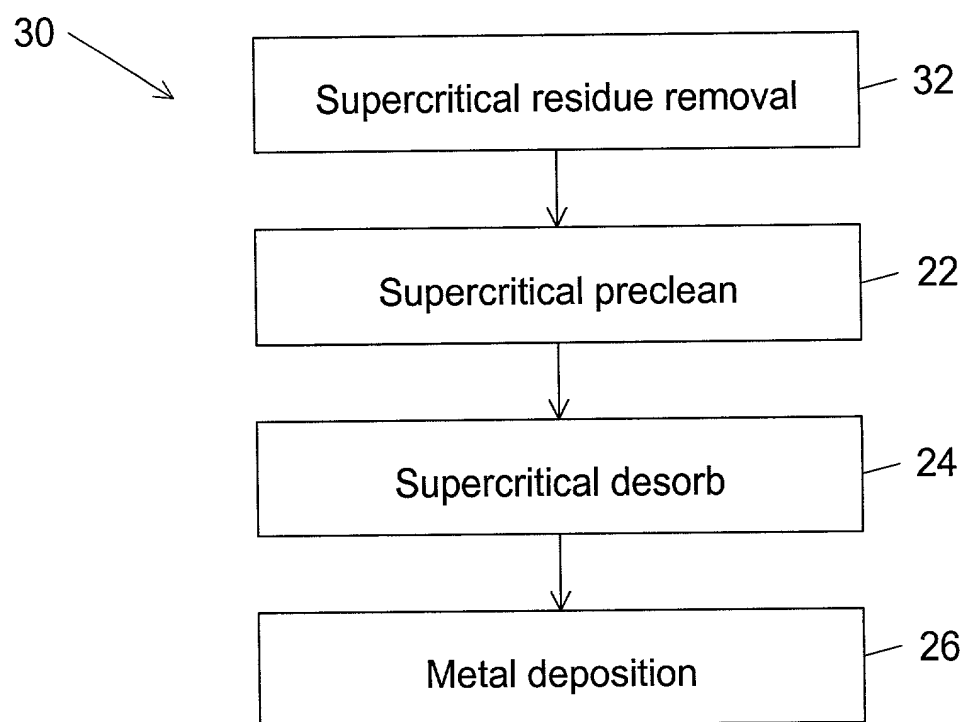 30
Supercritical residue removal
32
Supercritical preclean
22
Supercritical desorb
24
Metal deposition
26